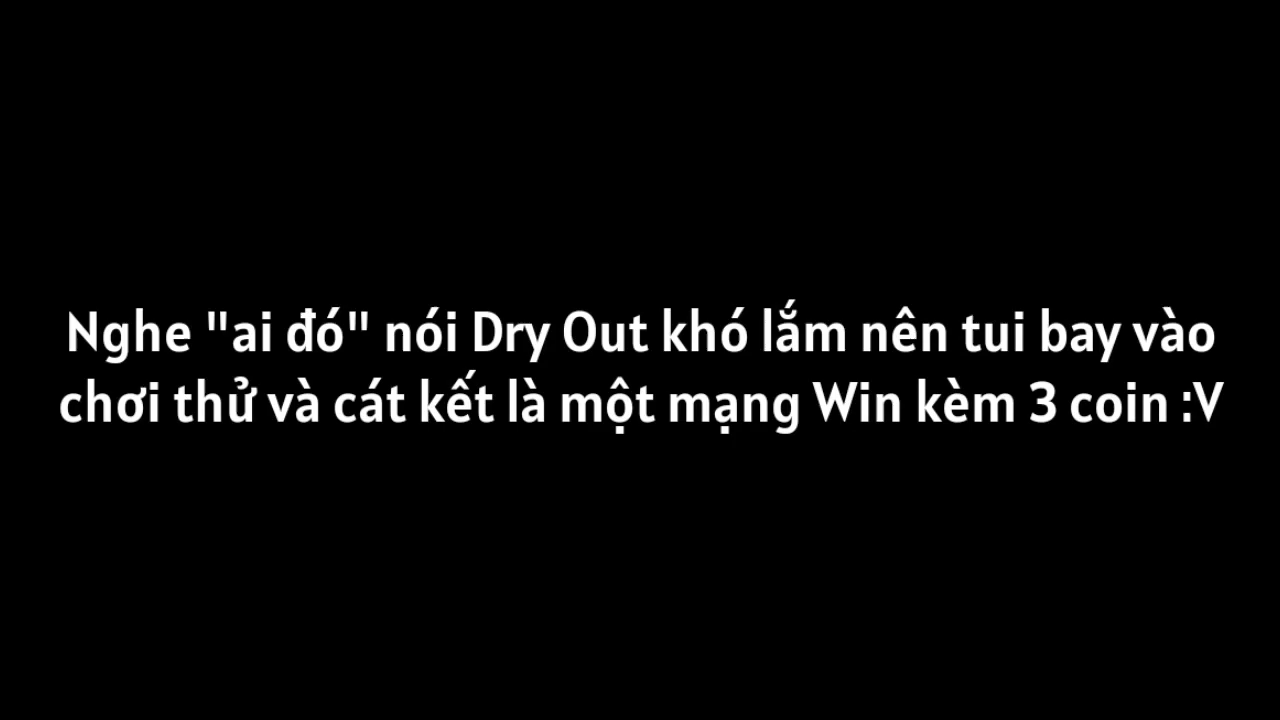 Nghe "ai đó" nói Dry Out khó lắm nên tui bay vào
chơi thử và cát kết là một mạng Win kèm 3 coin :V